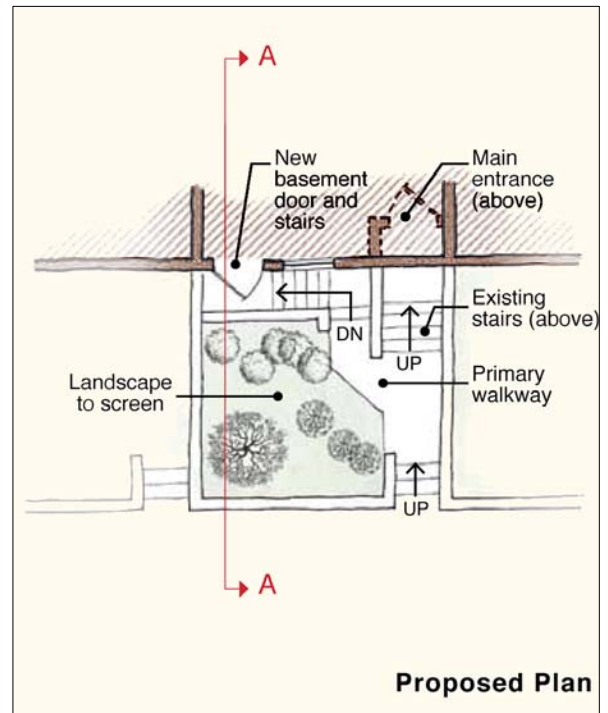 A
New
basement
door and
stairs
Main
entrance
(above)
DN
UP
Existing
stairs (above)
Landscape
to screen
Primary
walkway
UP
A
Proposed Plan